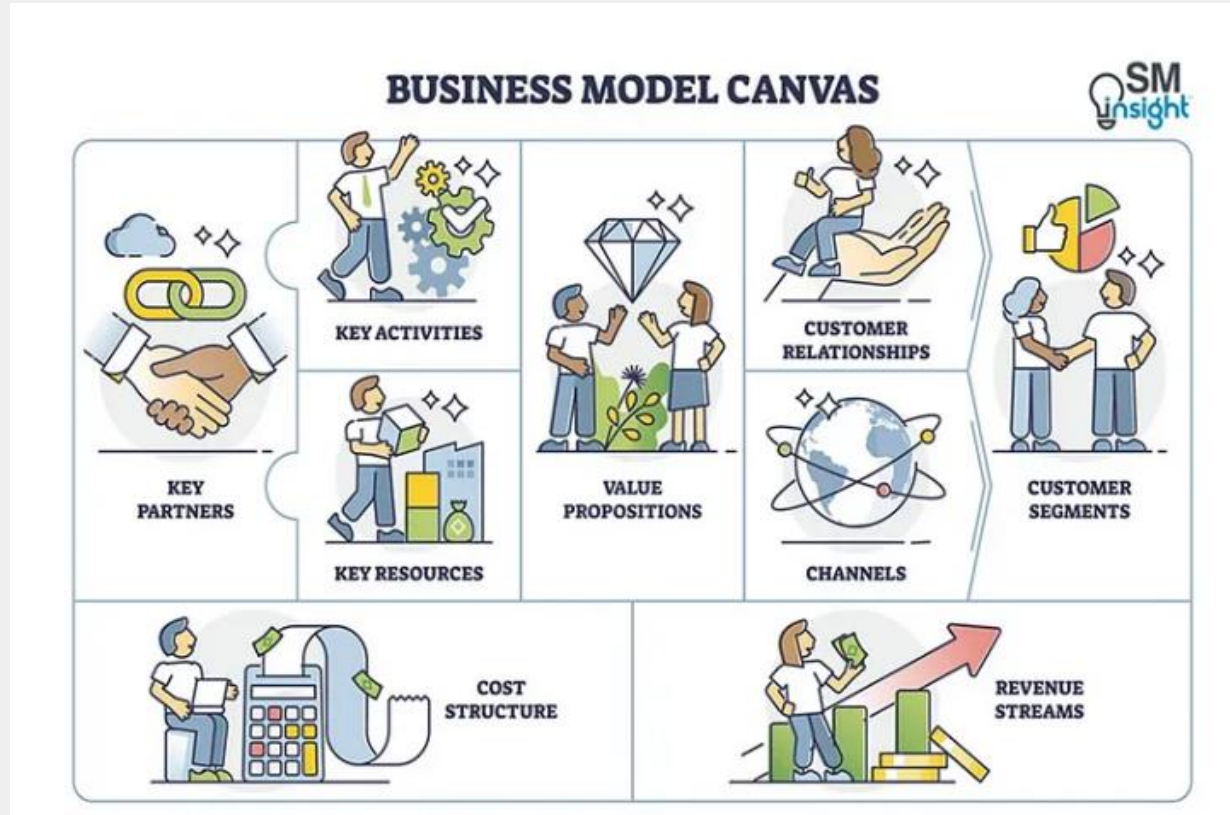 BUSINESS MODEL CANVAS
SM
insight
KEY ACTIVITIES
CUSTOMER
RELATIONSHIPS
KEY
PARTNERS
VALUE
PROPOSITIONS
CUSTOMER
SEGMENTS
KEY RESOURCES
CHANNELS
COST
STRUCTURE
REVENUE
STREAMS